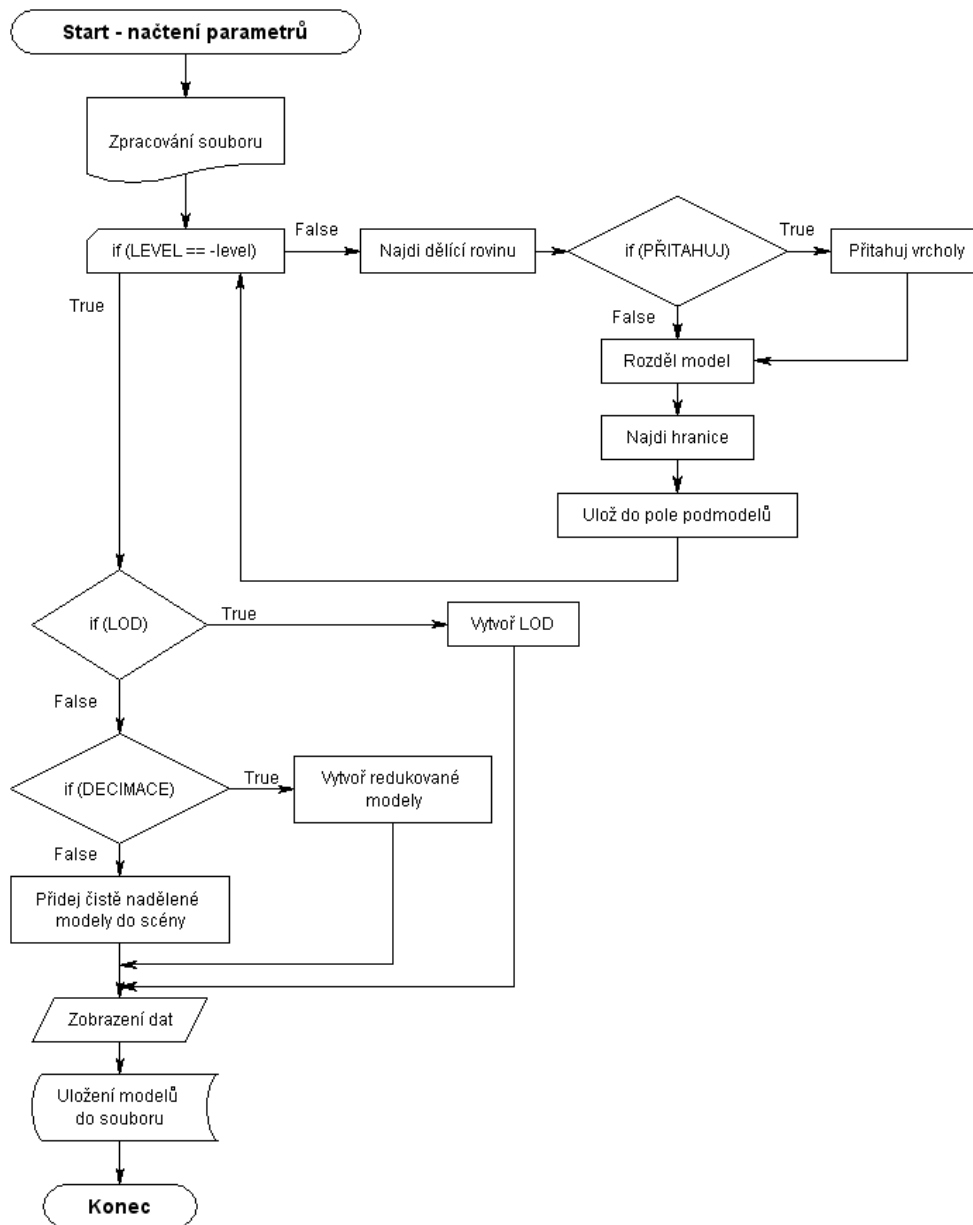 Start - načtení parametrů
Zpracování souboru
if (LEVEL == -level)
False
Najdi dělící rovinu
if (PŘITAHUJ)
True
Přitahuj vrcholy
True
False
Rozděl model
Najdi hranice
Ulož do pole podmodelů
if (LOD)
True
Vytvoř LOD
False
if (DECIMACE)
True
Vytvoř redukované
modely
False
Přidej čistě nadělené
modely do scény
Zobrazení dat
Uložení modelů
do souboru
Konec